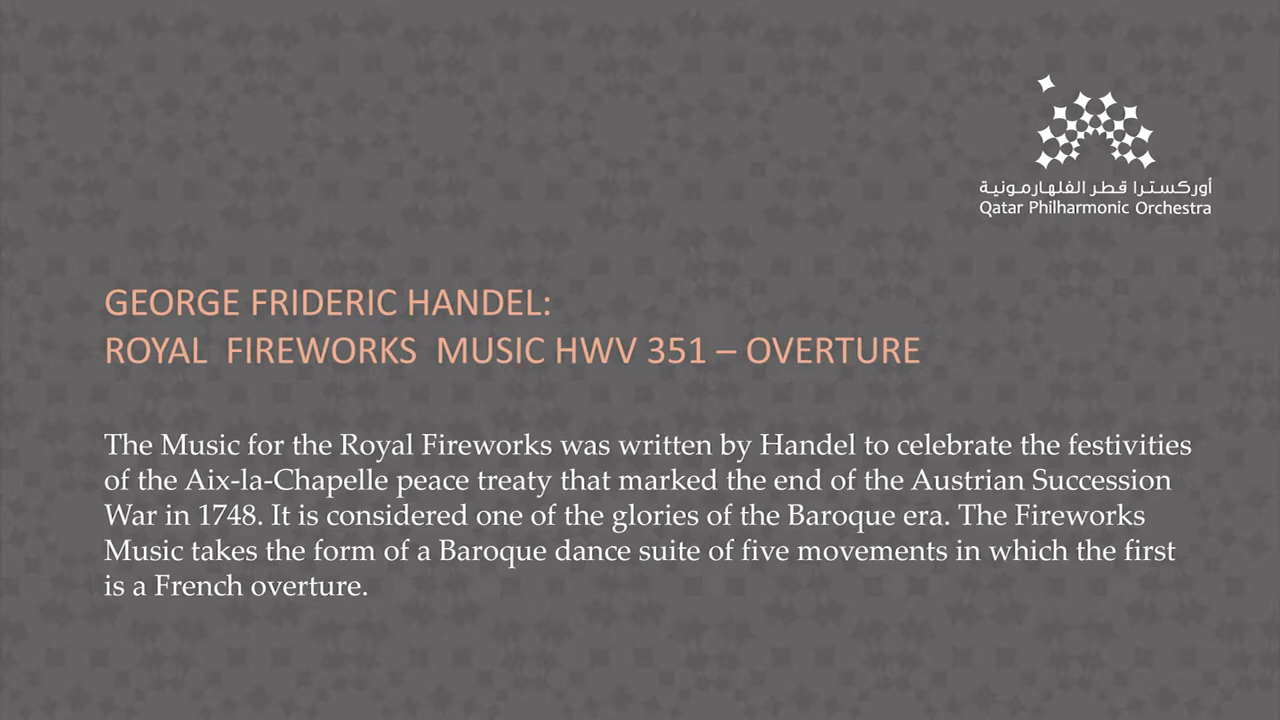 أوركسترا قطر الفلهارمونية
Qatar Philharmonic Orchestra
GEORGE FRIDERIC HANDEL:
ROYAL FIREWORKS MUSIC HWV 351 – OVERTURE
The Music for the Royal Fireworks was written by Handel to celebrate the festivities
of the Aix-la-Chapelle peace treaty that marked the end of the Austrian Succession
War in 1748. It is considered one of the glories of the Baroque era. The Fireworks
Music takes the form of a Baroque dance suite of five movements in which the first
is a French overture.